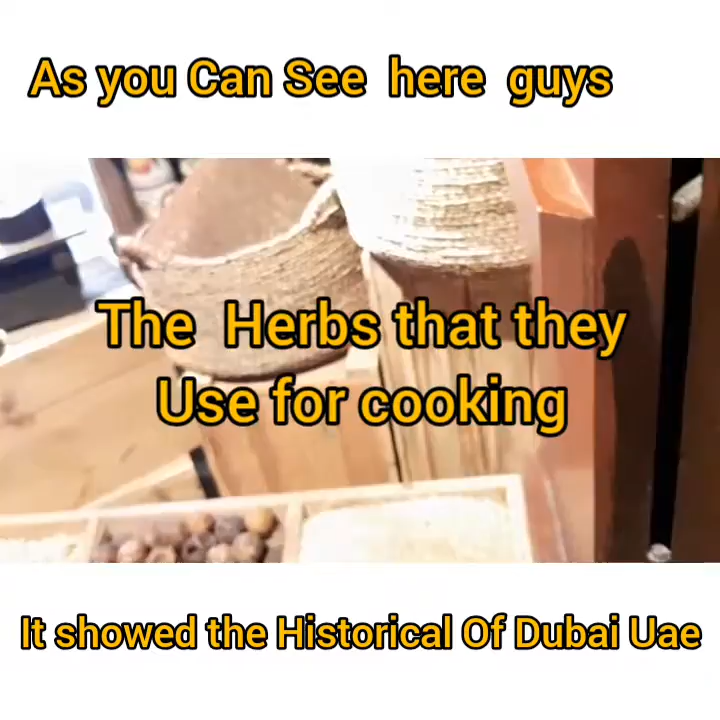 As you Can See here guys
The Herbs that they
Use for cooking
It showed the Historical Of Dubai Uae